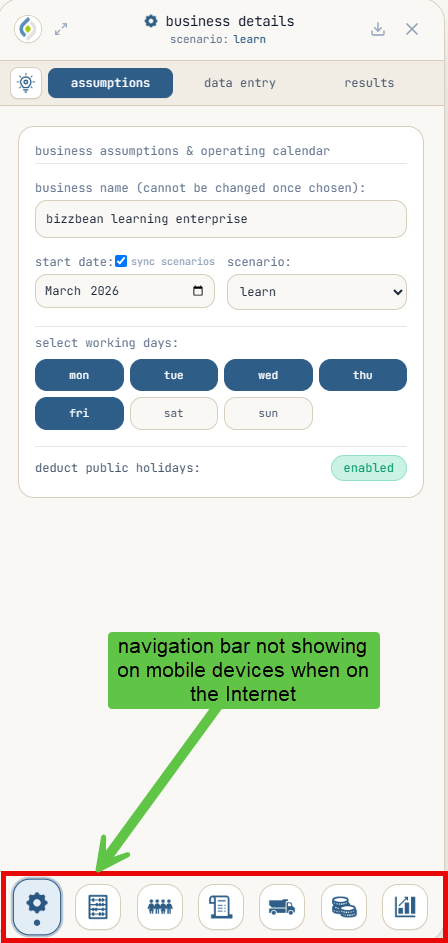 business details
scenario: learn
assumptions
data entry
results
business assumptions & operating calendar
business name (cannot be changed once chosen):
bizzbean learning enterprise
start date: sync scenarios
scenario:
March 2026
learn
select working days:
mon
tue
wed
thu
fri
sat
sun
deduct public holidays:
enabled
navigation bar not showing
on mobile devices when on
the Internet